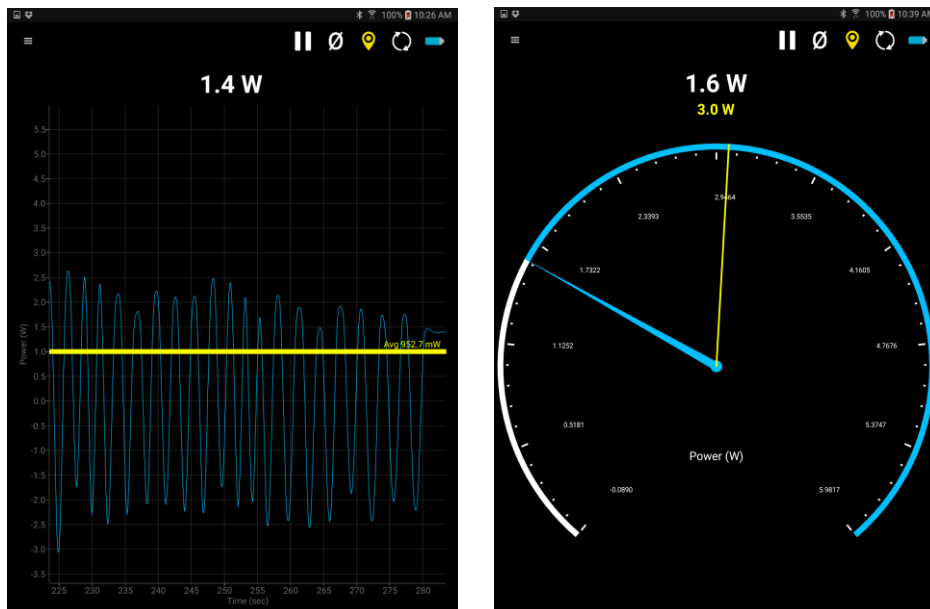 100% 10:26 AM
1.4 W
5.5
5.0
4.5
4.0
3.5
3.0
2.5
2.0
1.5
1.0
0.5
0.0
-0.5
-1.0
-1.5
-2.0
-2.5
-3.0
-3.5
Power (W)
Avg 952.7 mW
225 230 235 240 245 250 255 260 265 270 275 280
Time (sec)
100% 10:39 AM
Ø
1.6 W
3.0 W
2.9464
2.3393
3.5535
1.7322
4.1605
1.1252
4.7676
0.5181
5.3747
Power (W)
-0.0890
5.9817